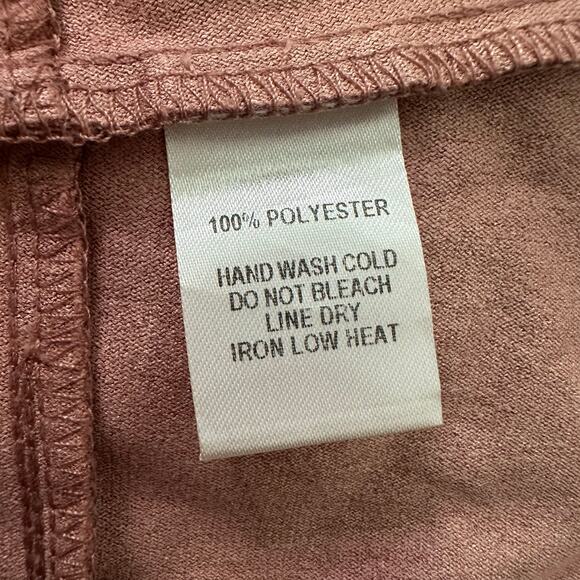 100% POLYESTER
HAND WASH COLD
DO NOT BLEACH
LINE DRY
IRON LOW HEAT